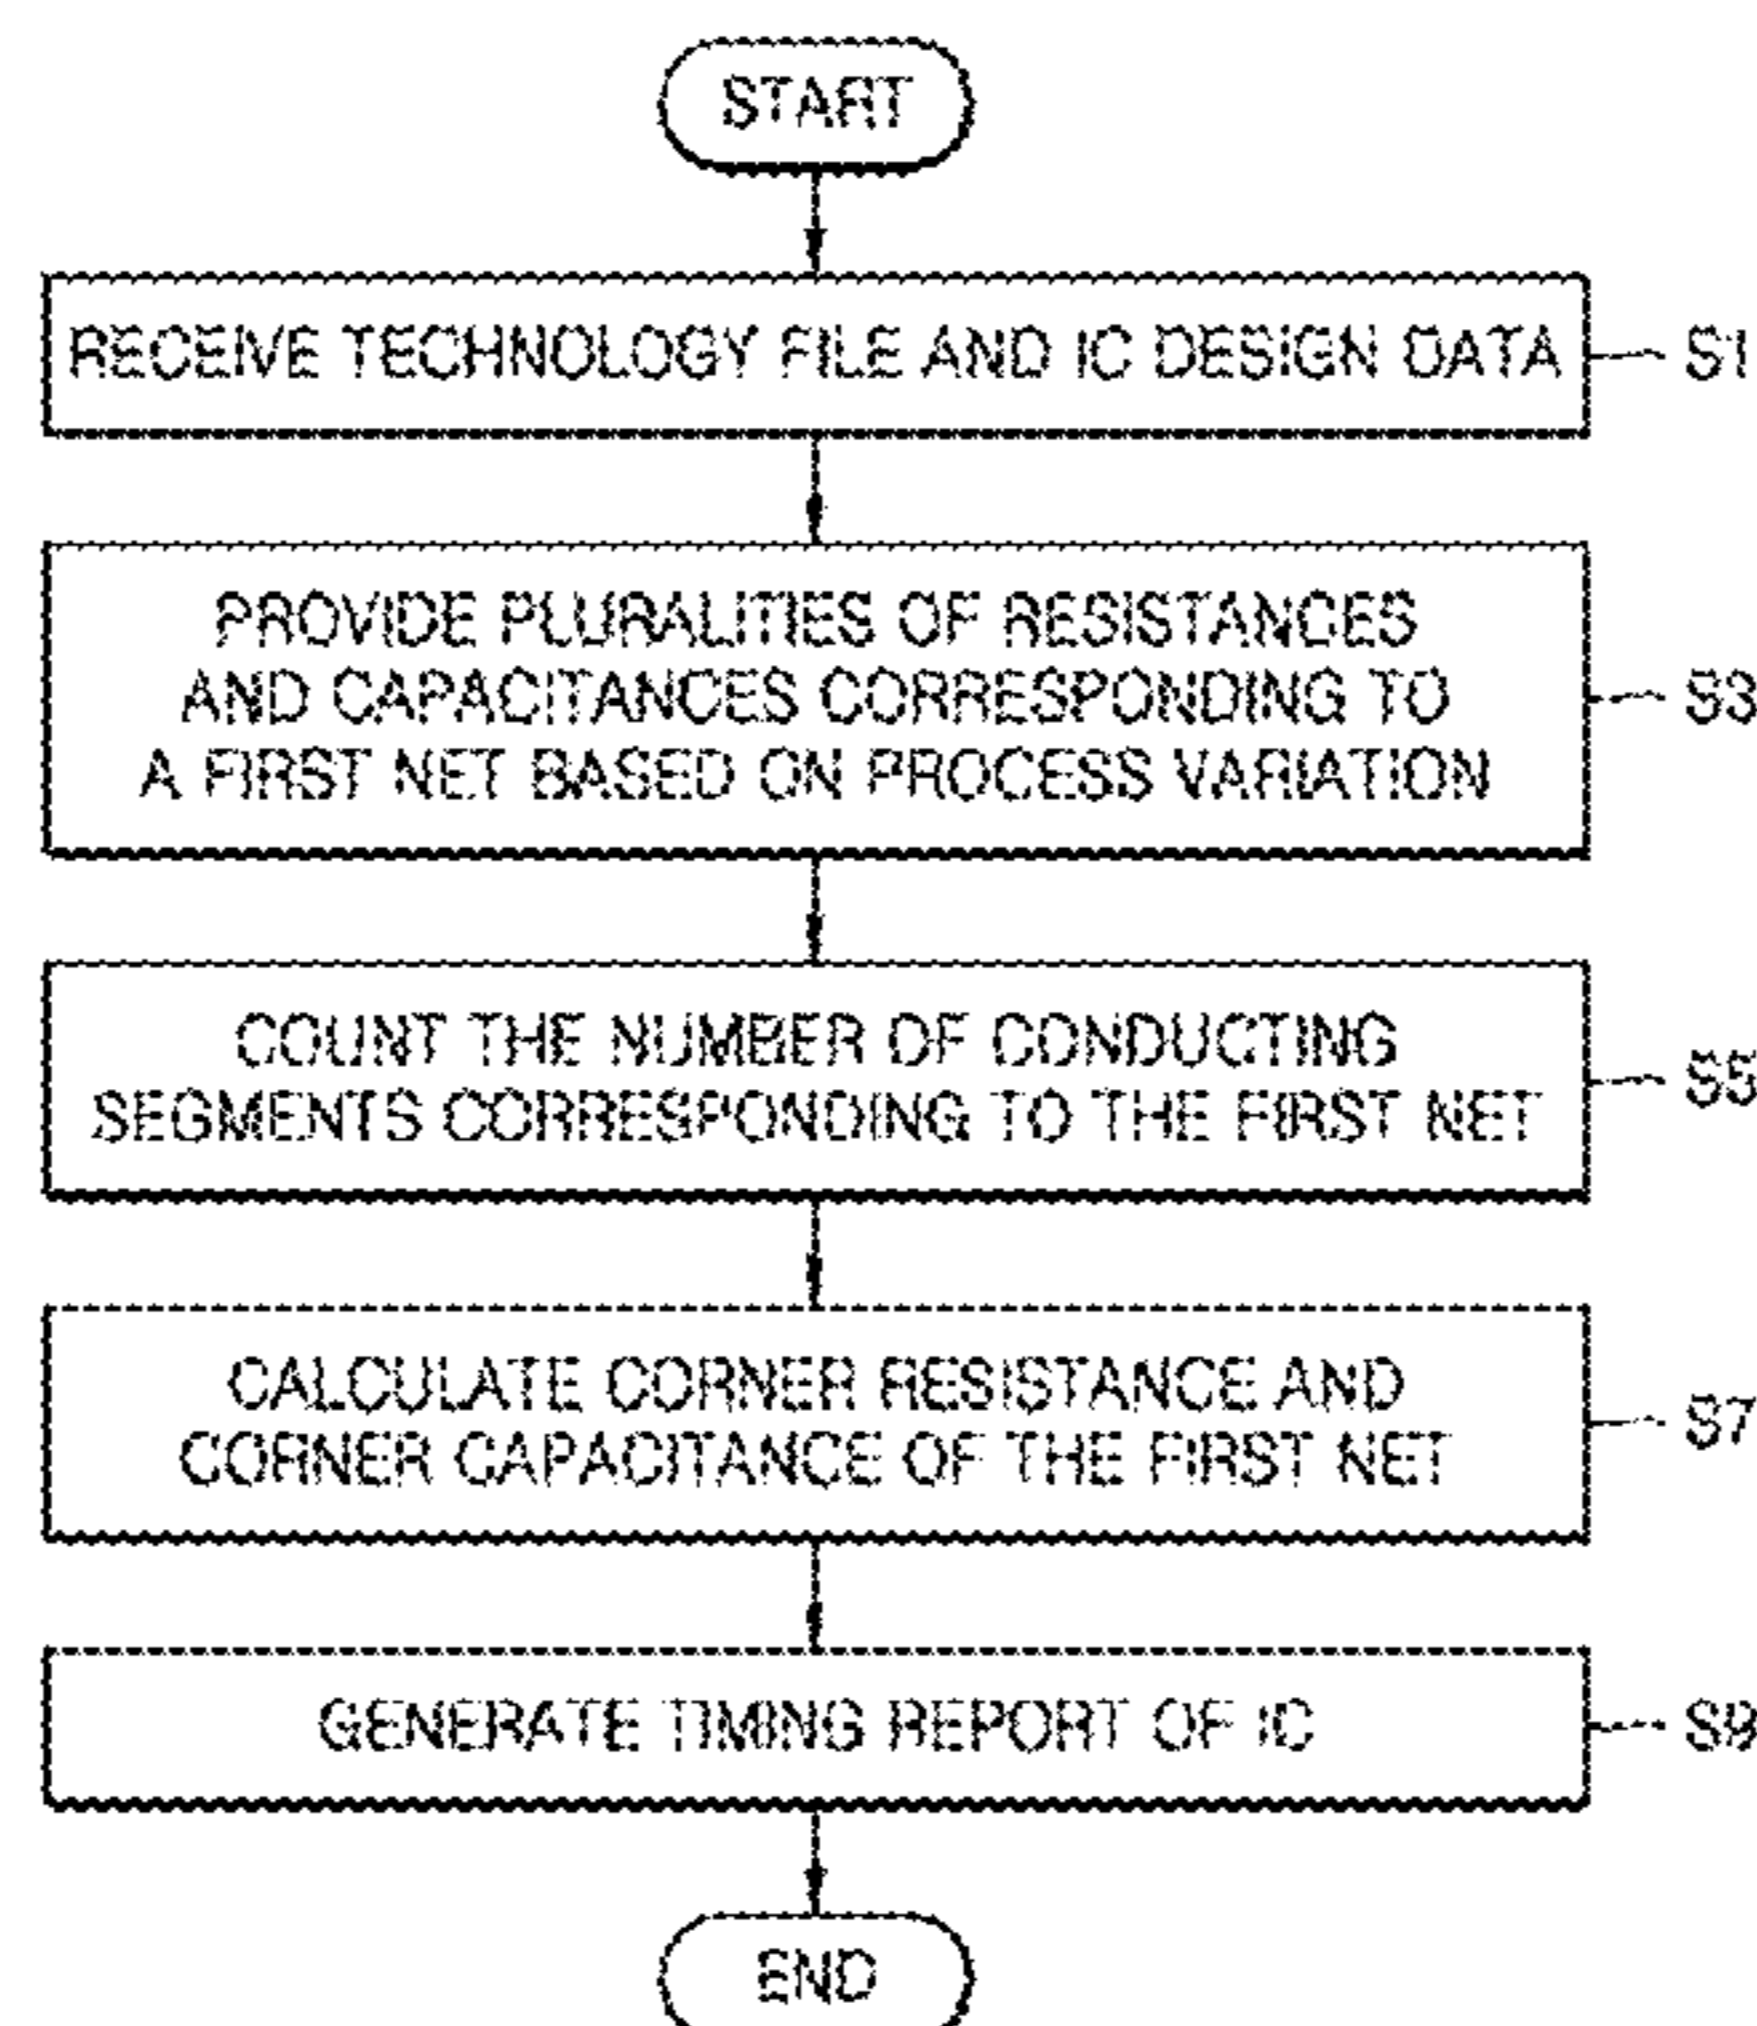 START
RECEIVE TECHNOLOGY FILE AND IC DESIGN DATA
S1
PROVIDE PLURALITIES OF RESISTANCES
AND CAPACITANCES CORRESPONDING TO
A FIRST NET BASED ON PROCESS VARIATION
S3
COUNT THE NUMBER OF CONDUCTING
SEGMENTS CORRESPONDING TO THE FIRST NET
S5
CALCULATE CORNER RESISTANCE AND
CORNER CAPACITANCE OF THE FIRST NET
S7
GENERATE TIMING REPORT OF IC
S9
END